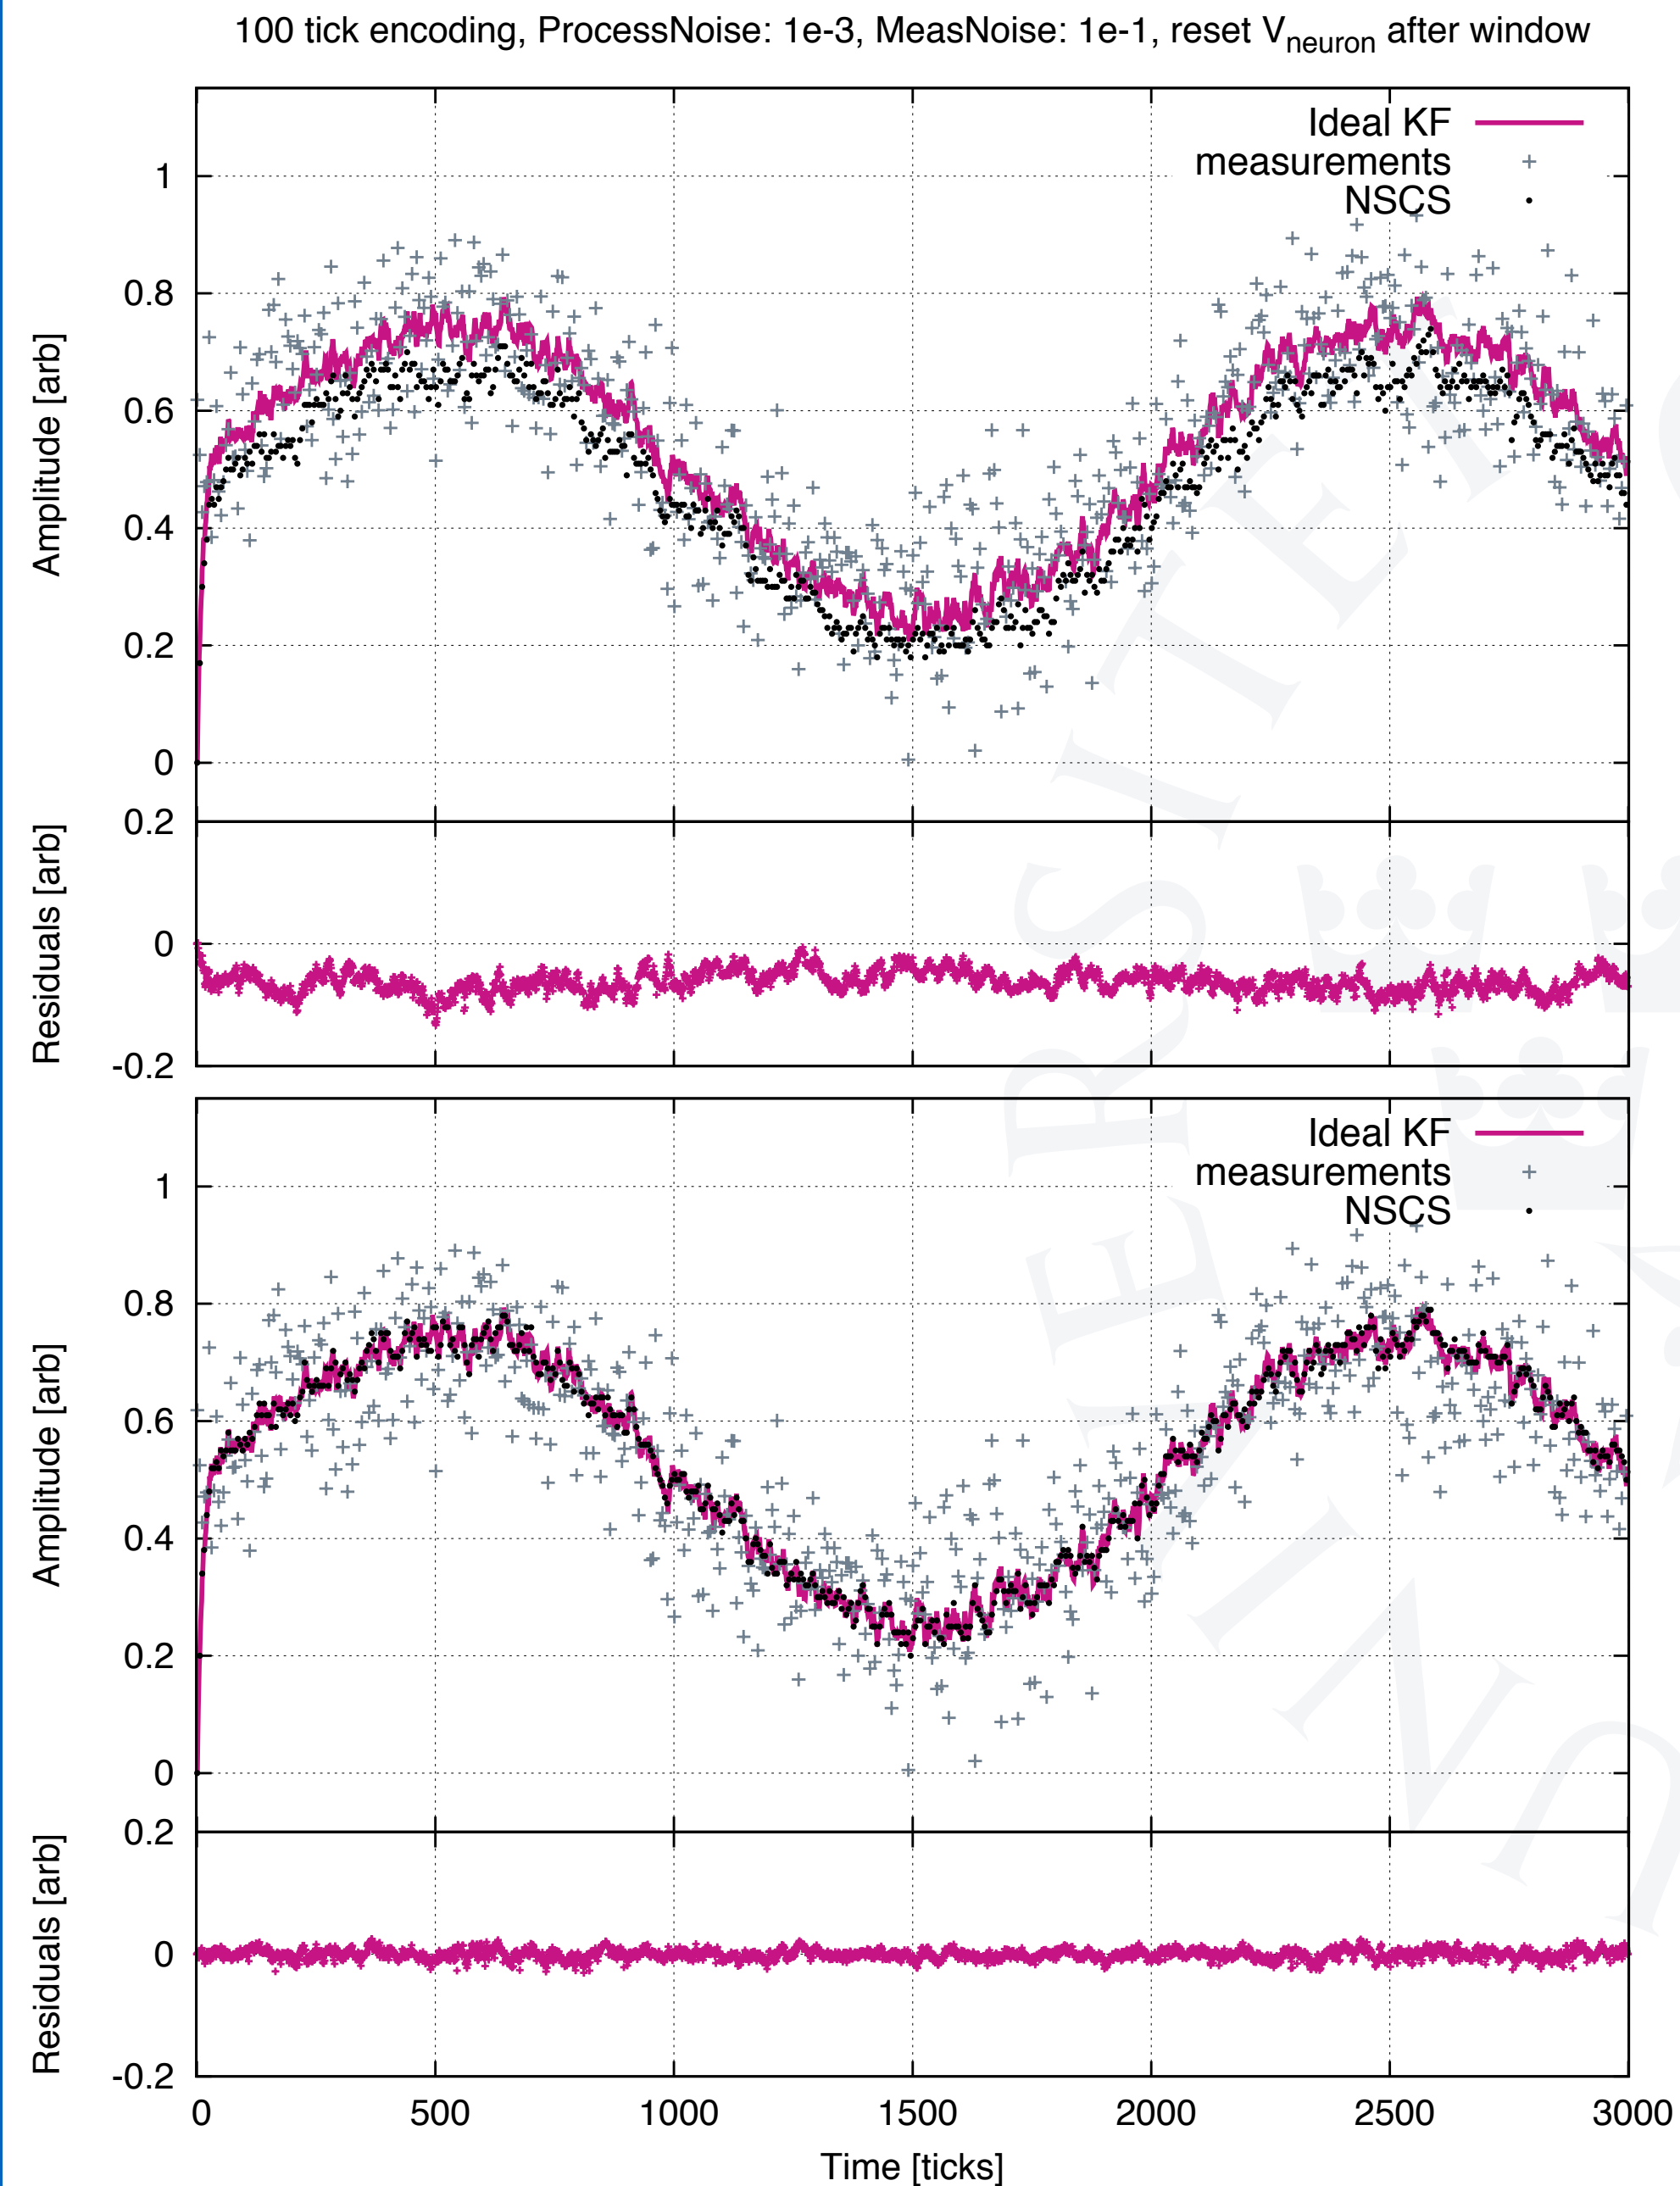 100 tick encoding, ProcessNoise: 1e-3, MeasNoise: 1e-1, reset Vneuron after window
Ideal KF
measurements
NSCS
1
0.8
0.6
0.4
0.2
0
Amplitude [arb]
0.2
0
-0.2
Residuals [arb]
Ideal KF
measurements
NSCS
1
0.8
0.6
0.4
0.2
0
Amplitude [arb]
0.2
0
-0.2
Residuals [arb]
0 500 1000 1500 2000 2500 3000
Time [ticks]
UNIVERSITET